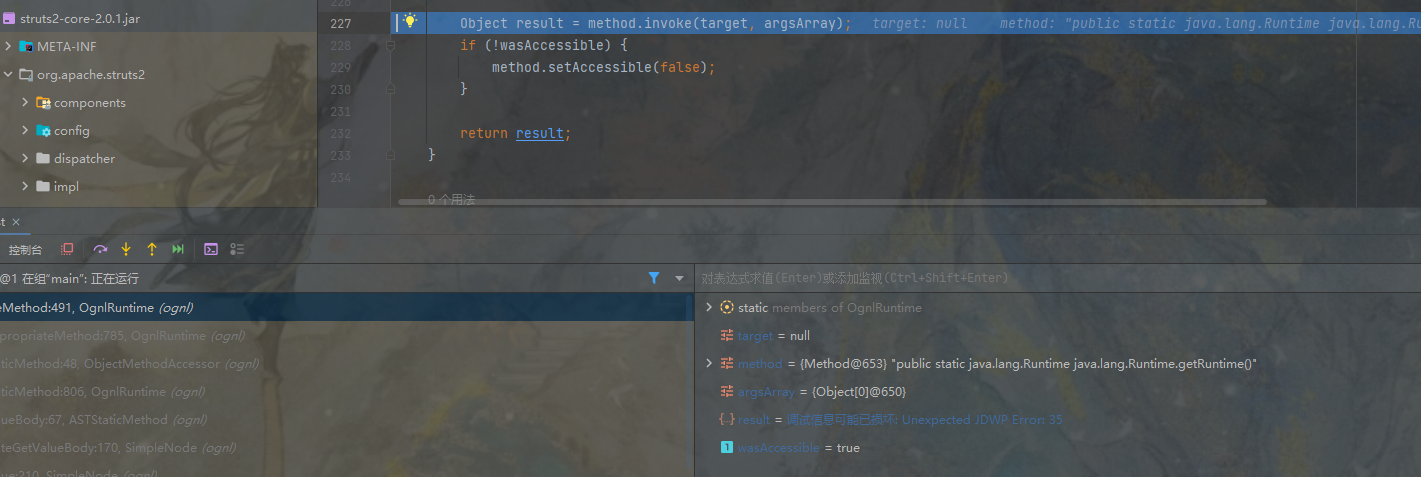 struts2-core-2.0.1.jar
META-INF
org.apache.struts2
components
config
dispatcher
impl
226
227 Object result = method.invoke(target, argsArray); target: null method: "public static java.lang.Runtime java.lang.Ru
228 if (!wasAccessible) {
229 method.setAccessible(false);
230 }
231
232 return result;
233 }
234
0 个用法
t ×
控制台
@1 在组"main": 正在运行
eMethod:491, OgnlRuntime (ognl)
propriateMethod:785, OgnlRuntime (ognl)
ticMethod:48, ObjectMethodAccessor (ognl)
ticMethod:806, OgnlRuntime (ognl)
ueBody:67, ASTStaticMethod (ognl)
teGetValueBody:170, SimpleNode (ognl)
ue:210, SimpleNode (ognl)
对表达式求值(Enter)或添加监视(Ctrl+Shift+Enter)
static members of OgnlRuntime
target = null
method = {Method@653} "public static java.lang.Runtime java.lang.Runtime.getRuntime()"
argsArray = {Object[0]@650}
result = 调试信息可能已损坏: Unexpected JDWP Error: 35
wasAccessible = true